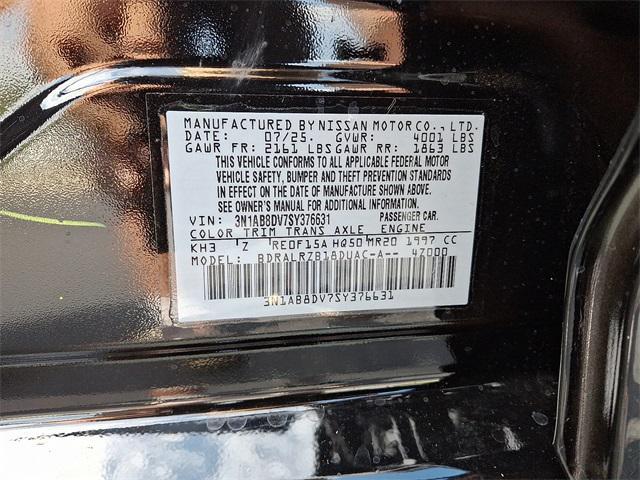 MANUFACTURED BY NISSAN MOTOR CO., LTD.
DATE: 07/25. GVWR: 4001 LBS
GAWR FR: 2161 LBS GAWR RR: 1863 LBS
THIS VEHICLE CONFORMS TO ALL APPLICABLE FEDERAL MOTOR
VEHICLE SAFETY, BUMPER AND THEFT PREVENTION STANDARDS
IN EFFECT ON THE DATE OF MANUFACTURE SHOWN ABOVE.
SEE OWNER'S MANUAL FOR ADDITIONAL INFORMATION.
VIN: 3N1AB8DV7SY376631 PASSENGER CAR.
COLOR TRIM TRANS AXLE ENGINE
KH3 Z RE0F15A HQ50 MR20 1997 CC
MODEL: BDRALRZB18DUAC-A-- 4Z000
3N1AB8DV7SY376631